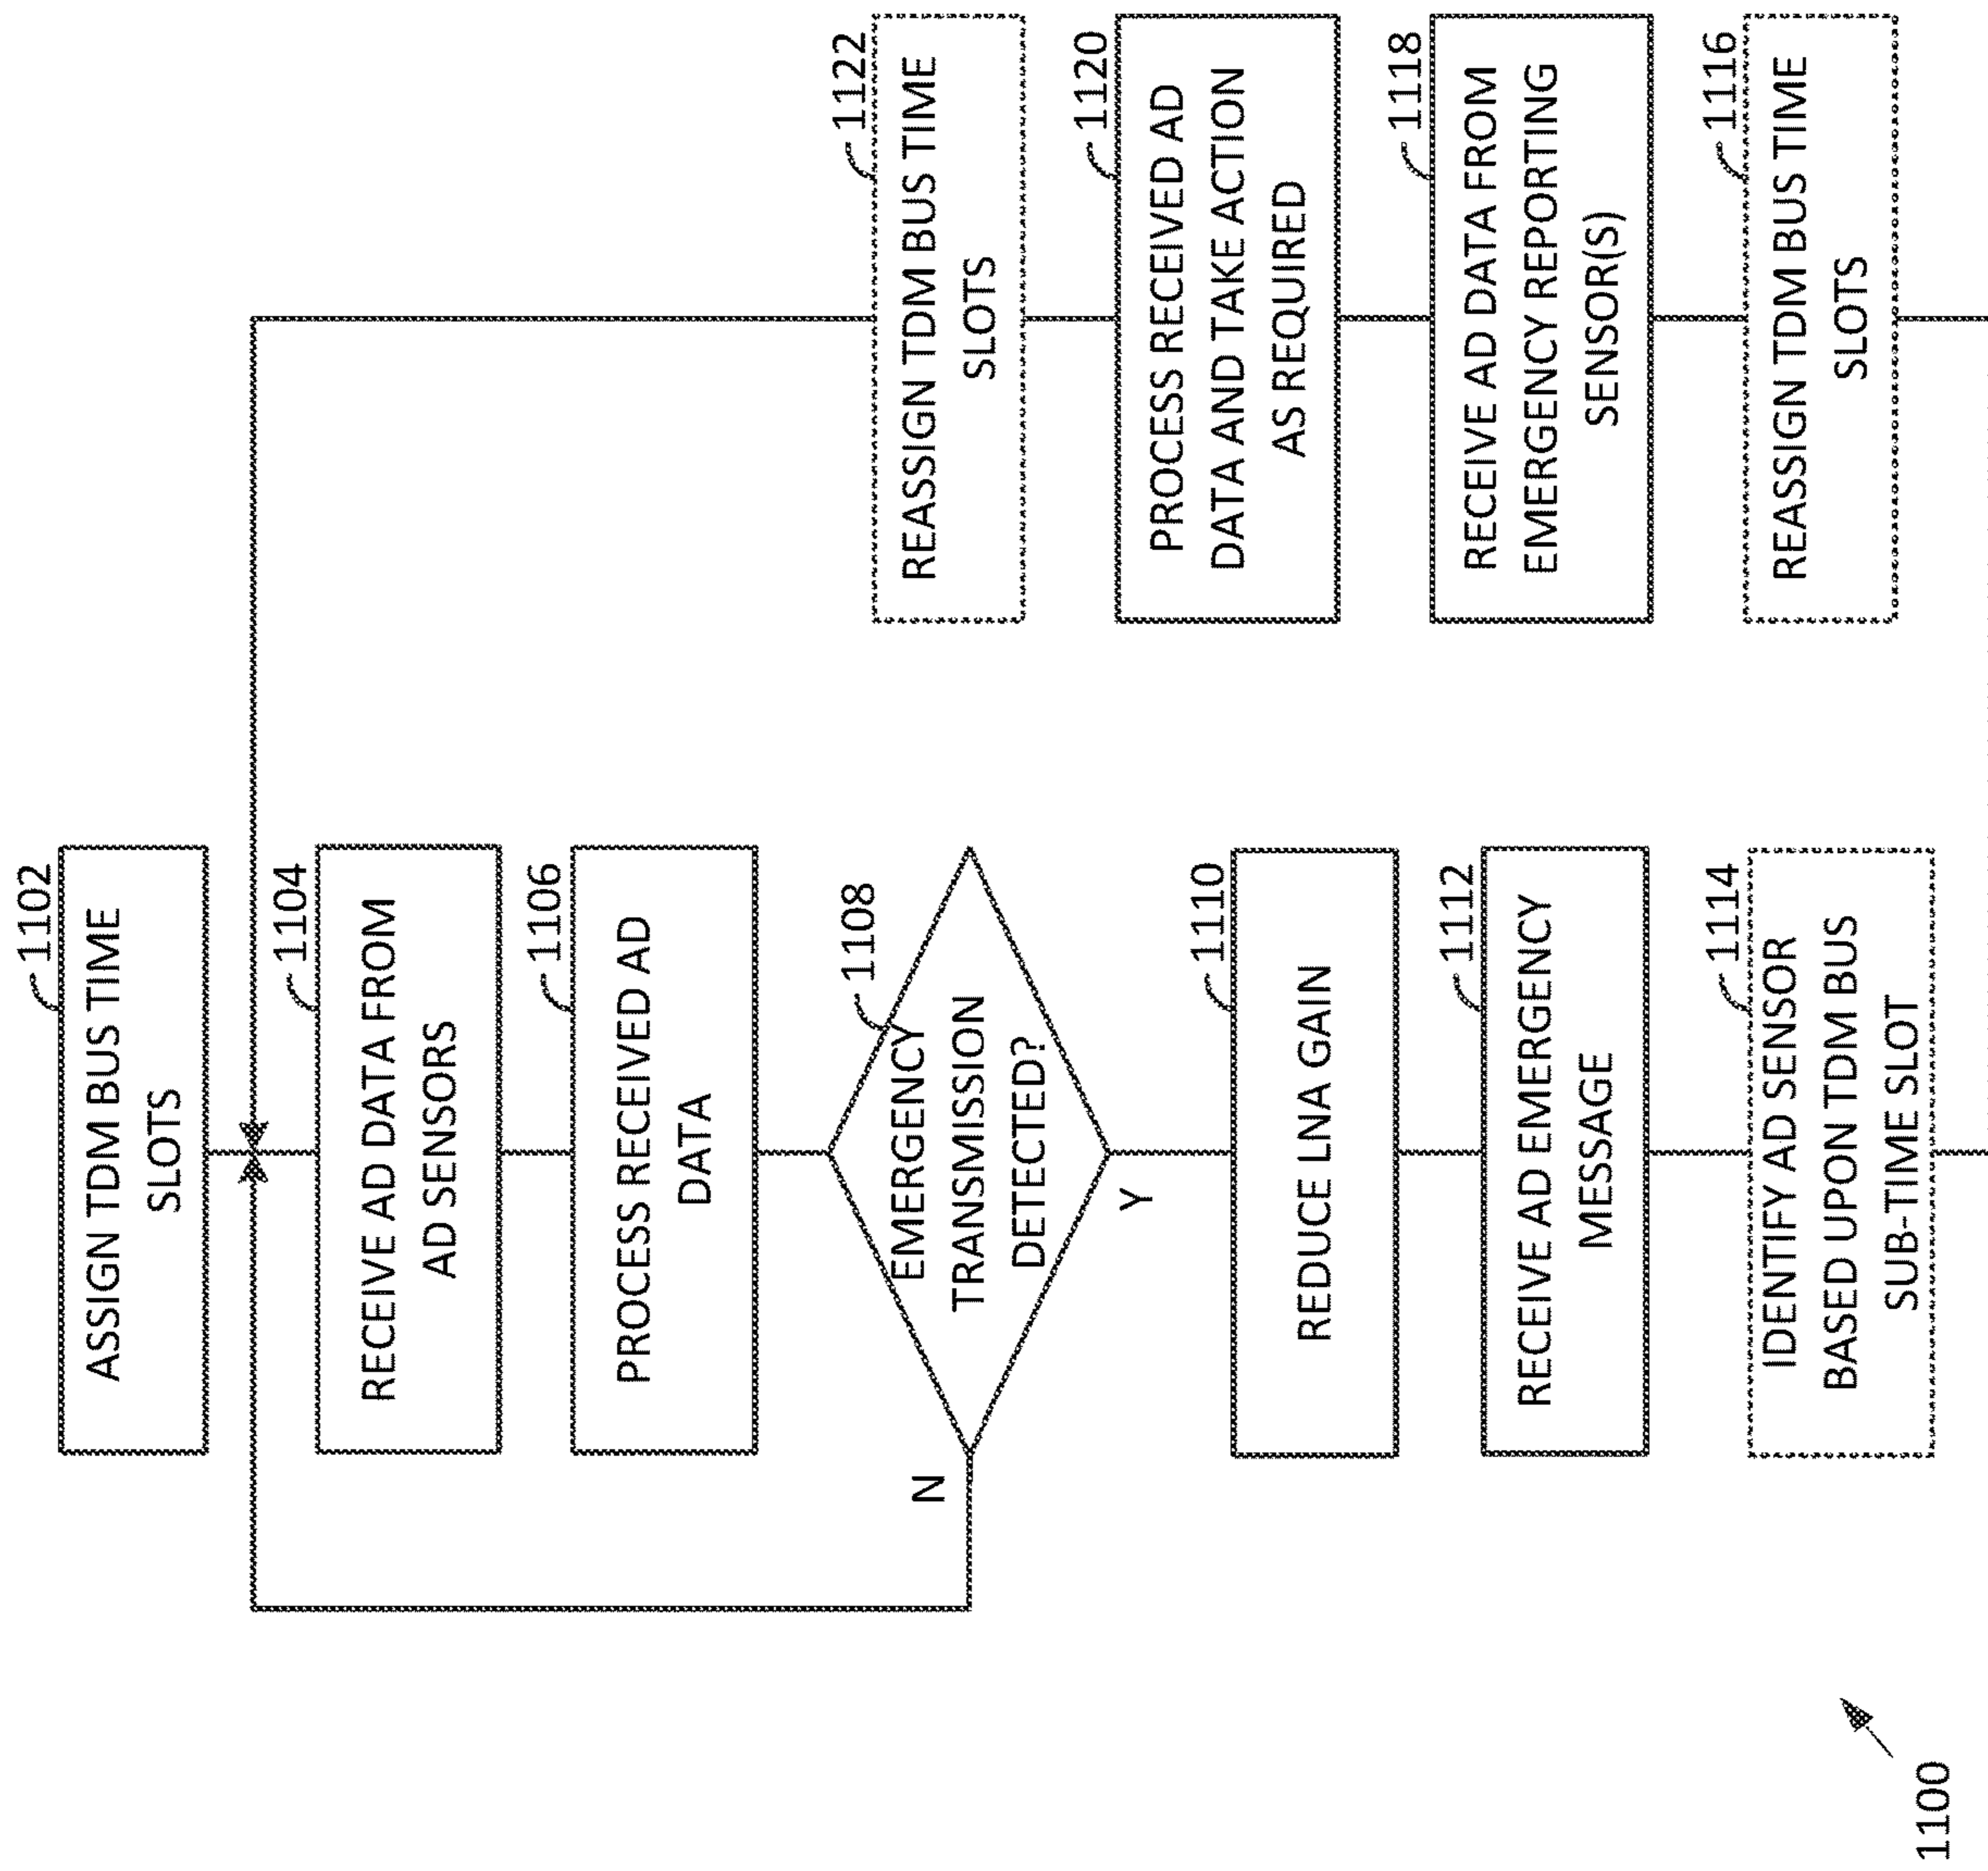 1102
ASSIGN TDM BUS TIME
SLOTS
1104
RECEIVE AD DATA FROM
AD SENSORS
1106
PROCESS RECEIVED AD
DATA
1108
EMERGENCY
TRANSMISSION
DETECTED?
N
Y
1110
REDUCE LNA GAIN
1112
RECEIVE AD EMERGENCY
MESSAGE
1114
IDENTIFY AD SENSOR
BASED UPON TDM BUS
SUB-TIME SLOT
1116
REASSIGN TDM BUS TIME
SLOTS
1118
RECEIVE AD DATA FROM
EMERGENCY REPORTING
SENSOR(S)
1120
PROCESS RECEIVED AD
DATA AND TAKE ACTION
AS REQUIRED
1122
REASSIGN TDM BUS TIME
SLOTS
1100